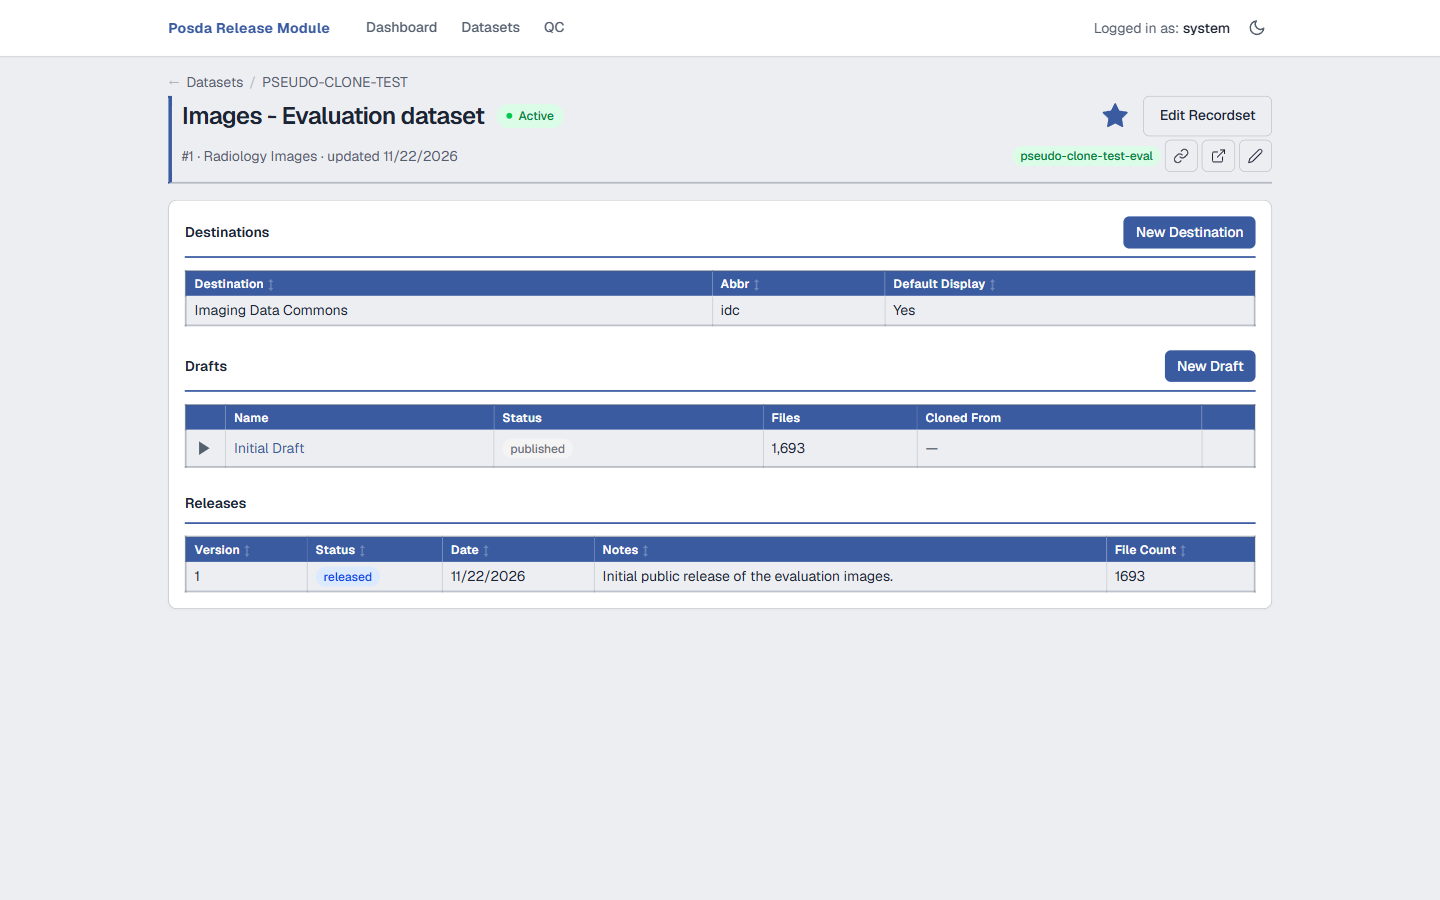 Posda Release Module Dashboard Datasets QC Logged in as: system
← Datasets / PSEUDO-CLONE-TEST
Images - Evaluation dataset Active Edit Recordset
#1 · Radiology Images · updated 11/22/2026 pseudo-clone-test-eval
Destinations New Destination
Destination Abbr Default Display
Imaging Data Commons idc Yes
Drafts New Draft
Name Status Files Cloned From
Initial Draft published 1,693 —
Releases
Version Status Date Notes File Count
1 released 11/22/2026 Initial public release of the evaluation images. 1693